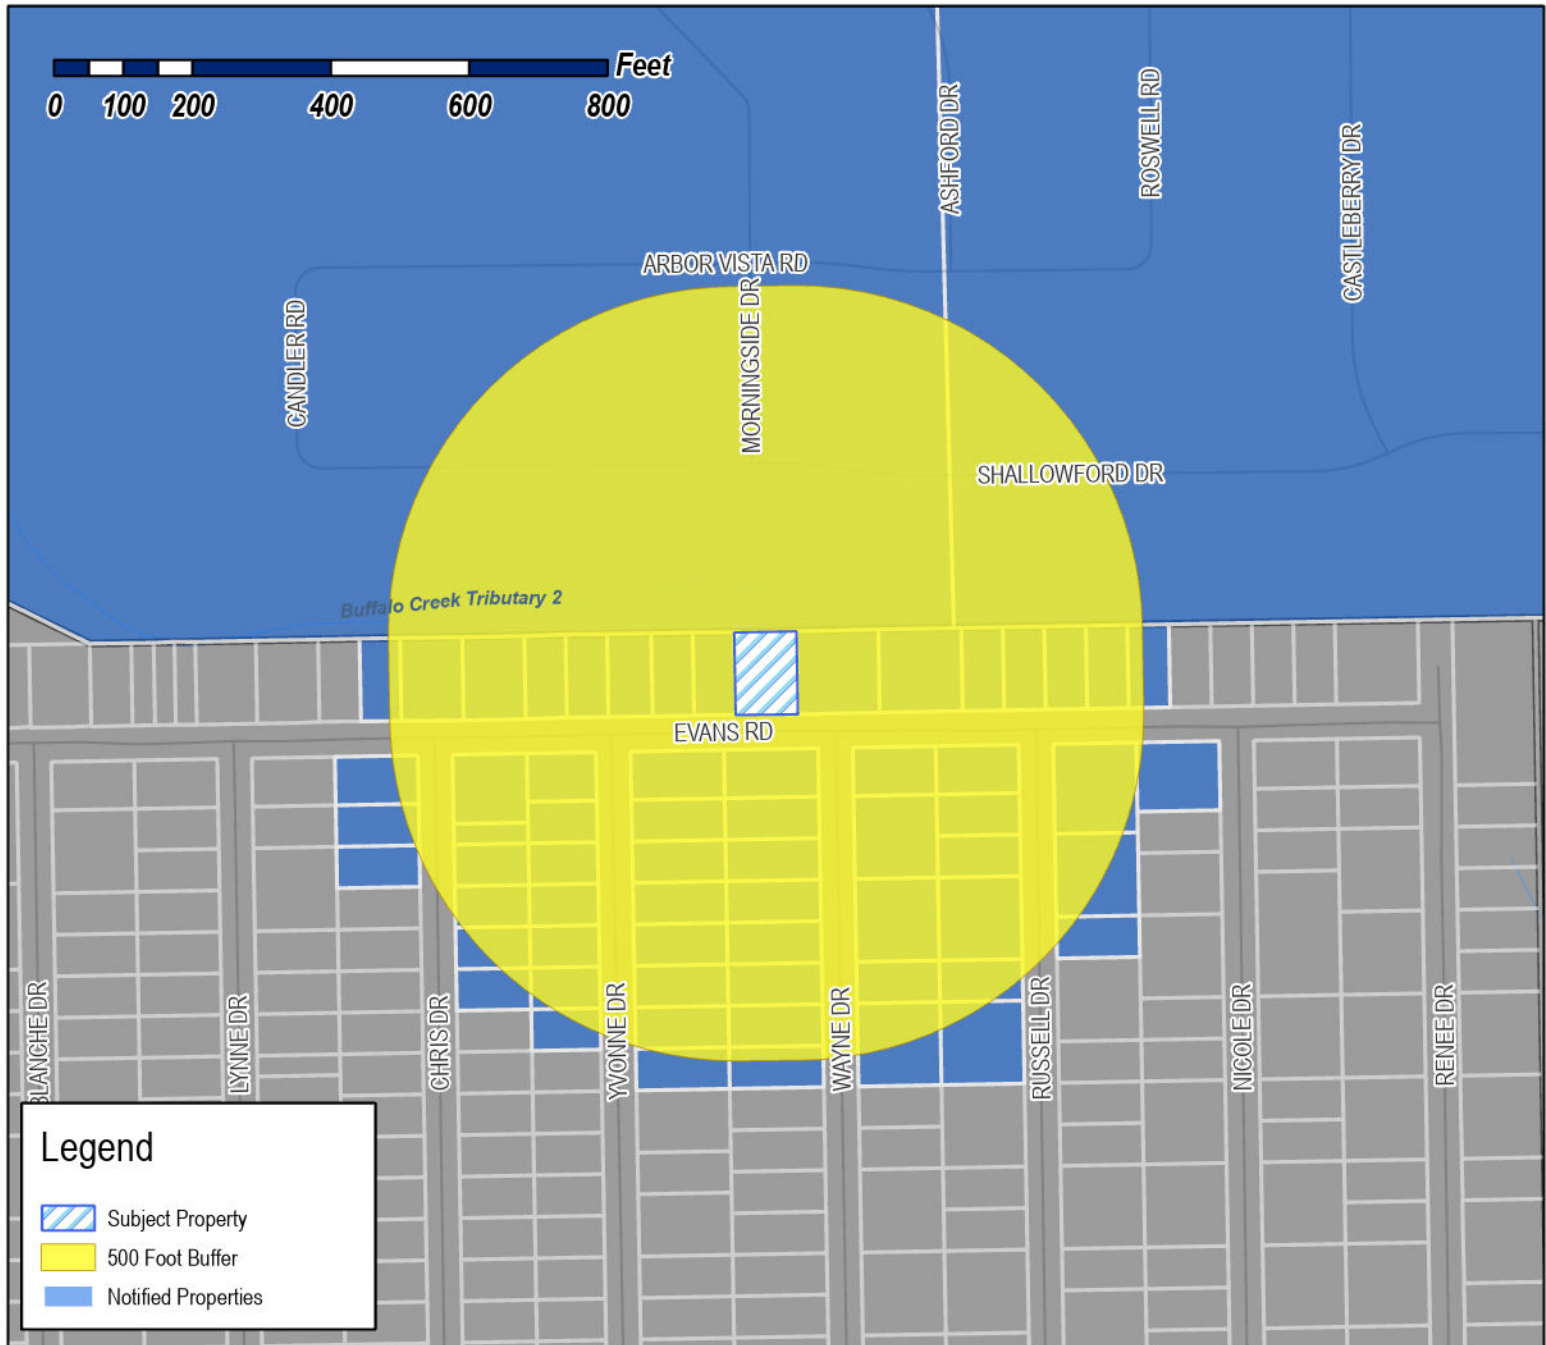 Feet
0 100 200 400 600 800
ASHFORD DR
ROSWELL RD
CASTLEBERRY DR
ARBOR VISTA RD
MORNINGSIDE DR
CANDLER RD
SHALLOWFORD DR
Buffalo Creek Tributary 2
EVANS RD
BLANCHE DR
LYNNE DR
CHRIS DR
YVONNE DR
WAYNE DR
RUSSELL DR
NICOLE DR
RENEE DR
Legend
Subject Property
500 Foot Buffer
Notified Properties